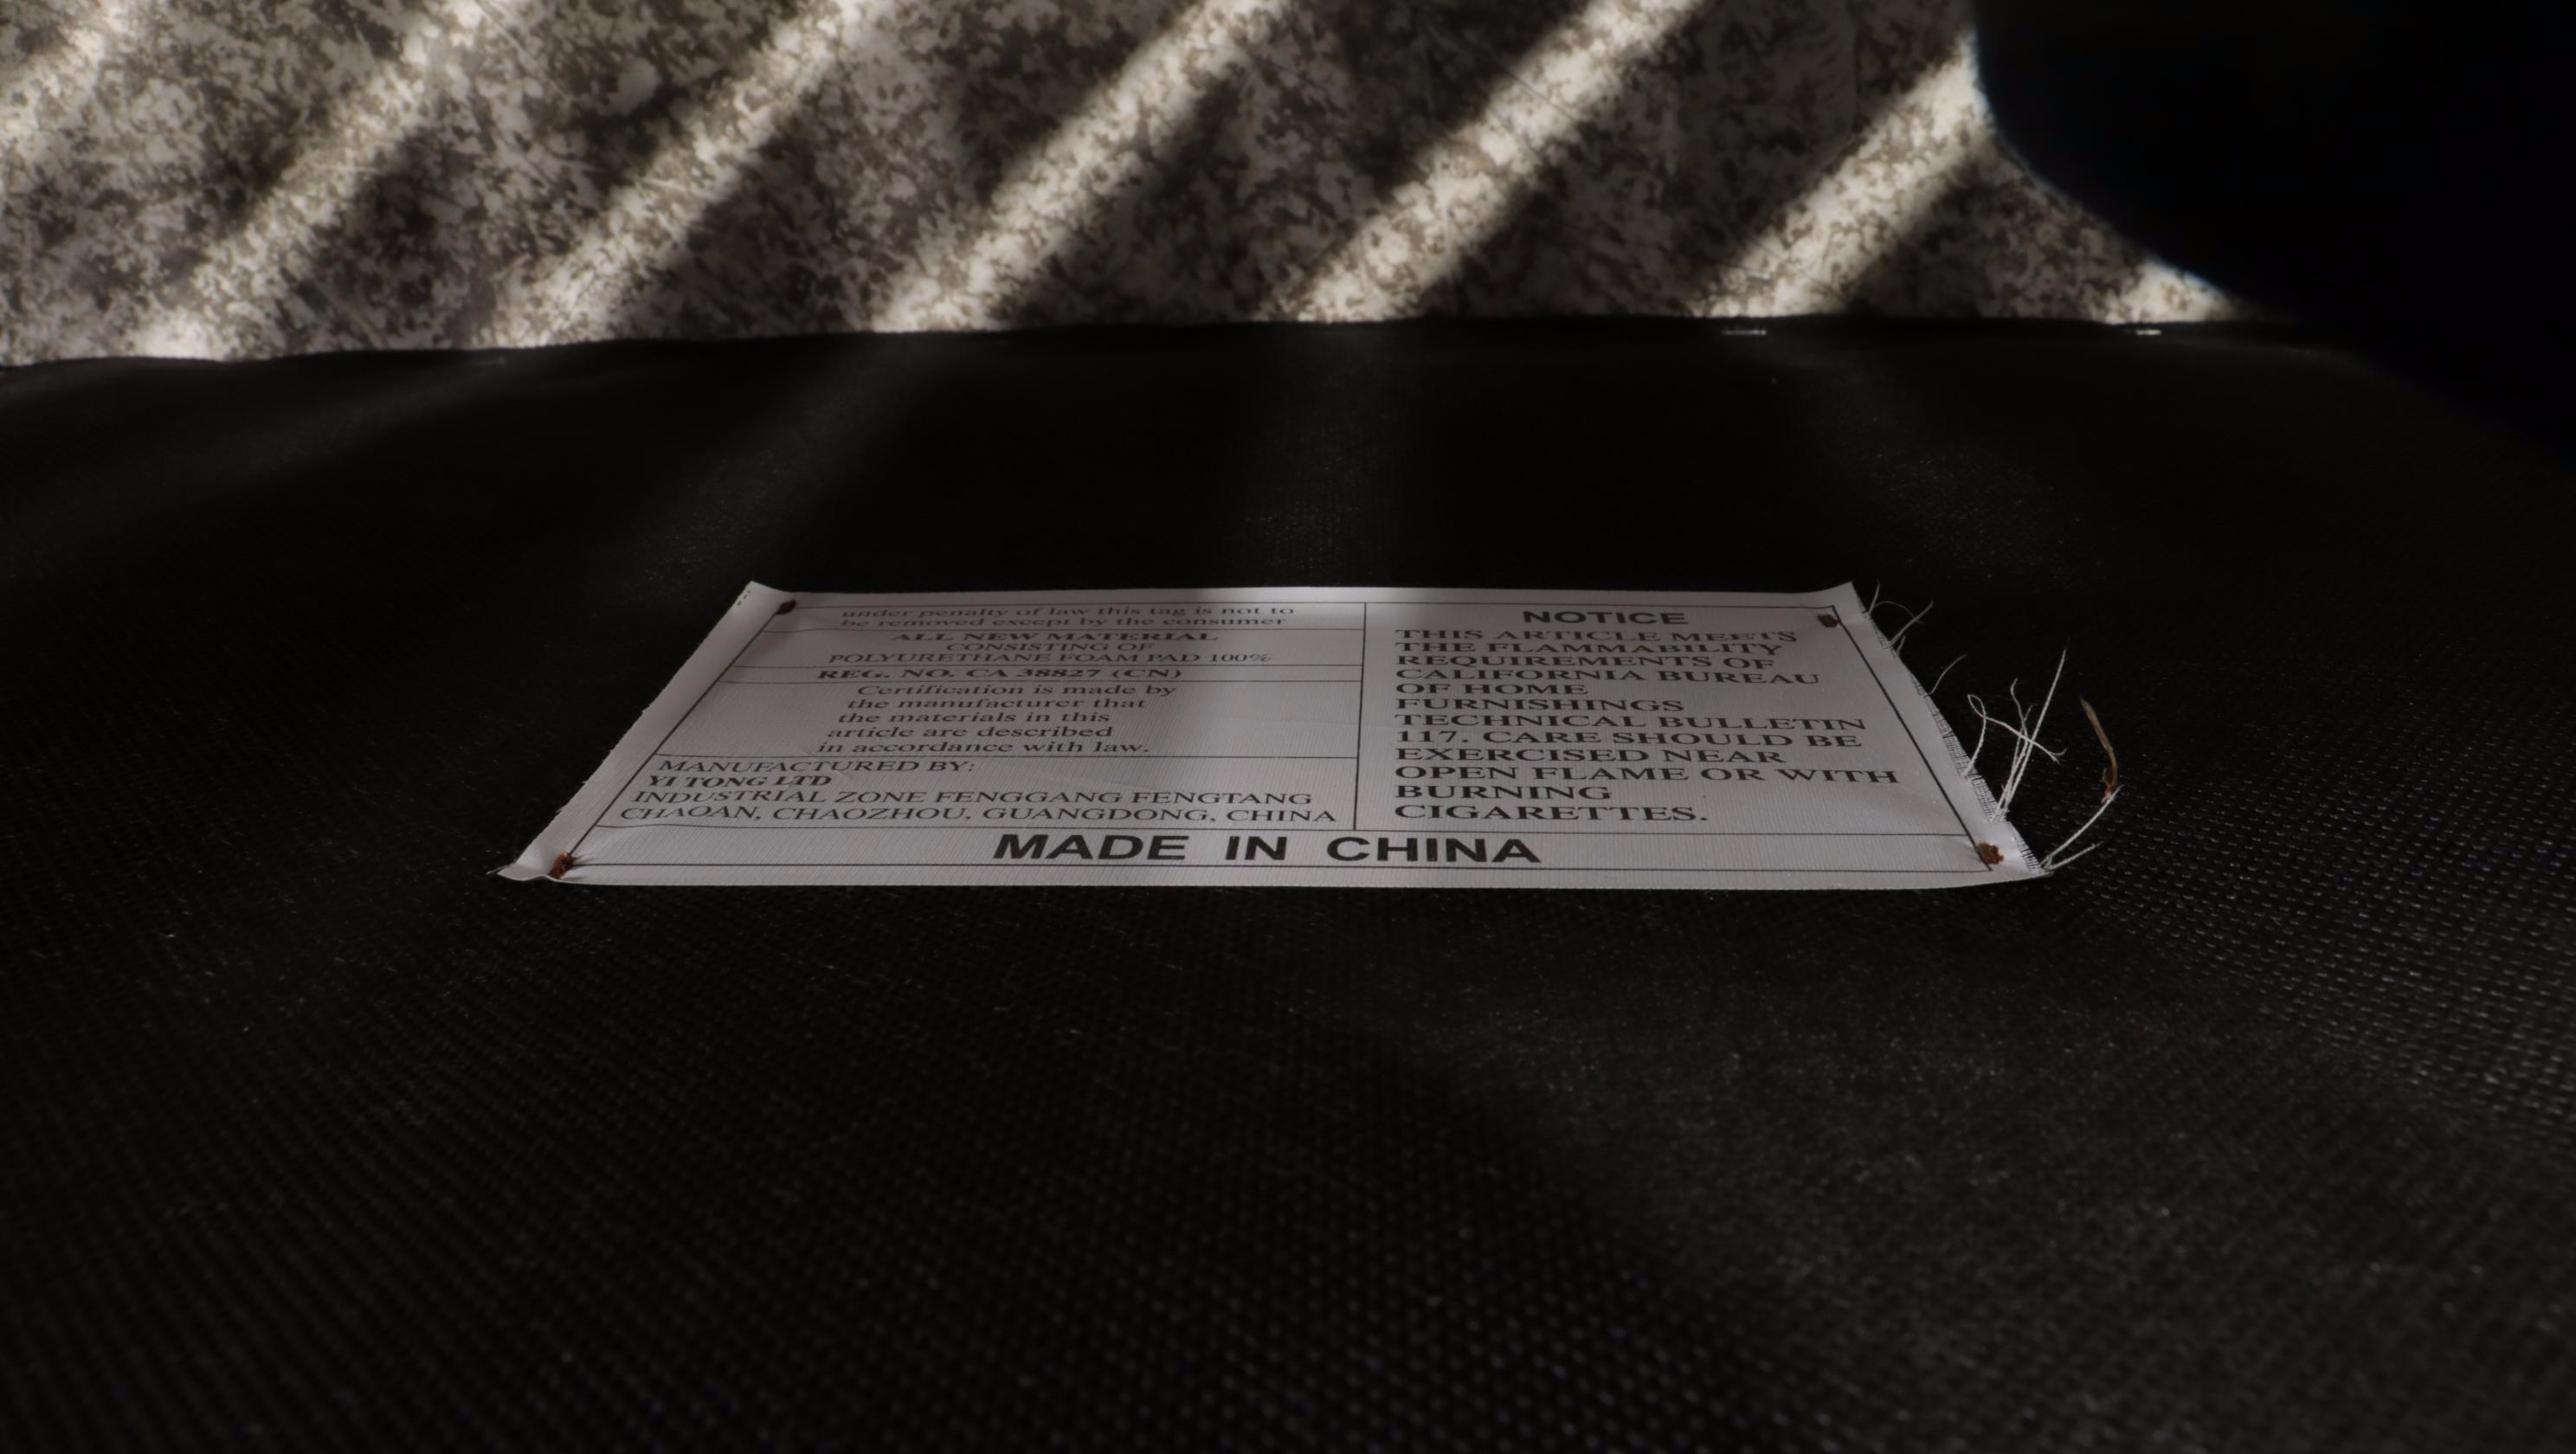 under penalty of law this tag is not to
be removed except by the consumer
ALL NEW MATERIAL
CONSISTING OF
POLYURETHANE FOAM PAD 100%
REG. NO. CA 38827 (CN)
Certification is made by
the manufacturer that
the materials in this
article are described
in accordance with law.
MANUFACTURED BY:
YI TONG LTD
INDUSTRIAL ZONE FENGGANG FENGTANG
CHAOAN, CHAOZHOU, GUANGDONG, CHINA
NOTICE
THIS ARTICLE MEETS
THE FLAMMABILITY
REQUIREMENTS OF
CALIFORNIA BUREAU
OF HOME
FURNISHINGS
TECHNICAL BULLETIN
117. CARE SHOULD BE
EXERCISED NEAR
OPEN FLAME OR WITH
BURNING
CIGARETTES.
MADE IN CHINA